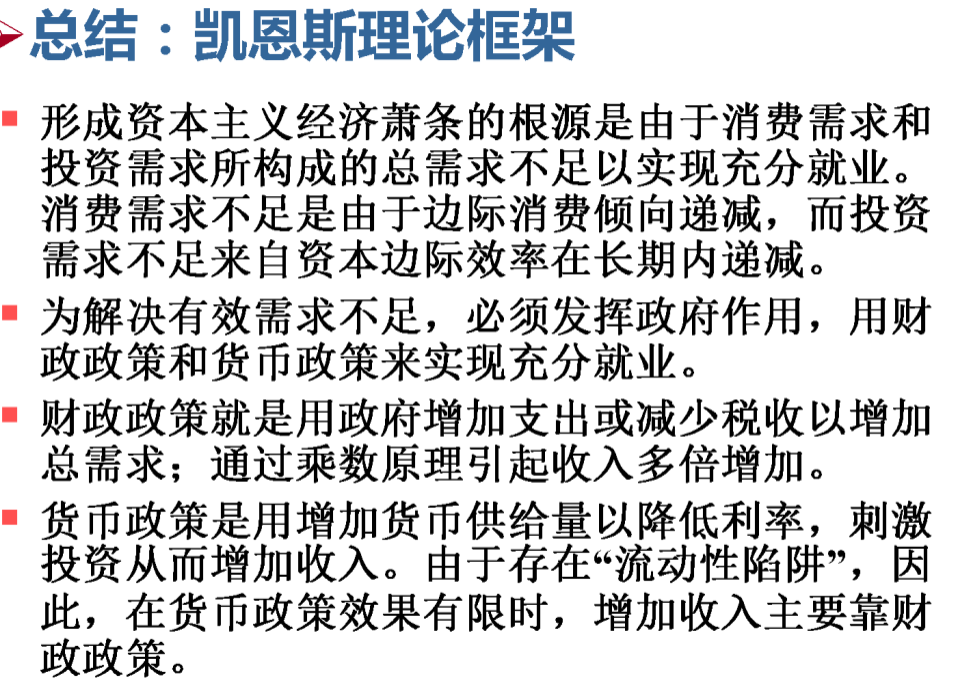 总结：凯恩斯理论框架
形成资本主义经济萧条的根源是由于消费需求和
投资需求所构成的总需求不足以实现充分就业。
消费需求不足是由于边际消费倾向递减，而投资
需求不足来自资本边际效率在长期内递减。
为解决有效需求不足，必须发挥政府作用，用财
政政策和货币政策来实现充分就业。
财政政策就是用政府增加支出或减少税收以增加
总需求；通过乘数原理引起收入多倍增加。
货币政策是用增加货币供给量以降低利率，刺激
投资从而增加收入。由于存在“流动性陷阱”，因
此，在货币政策效果有限时，增加收入主要靠财
政政策。